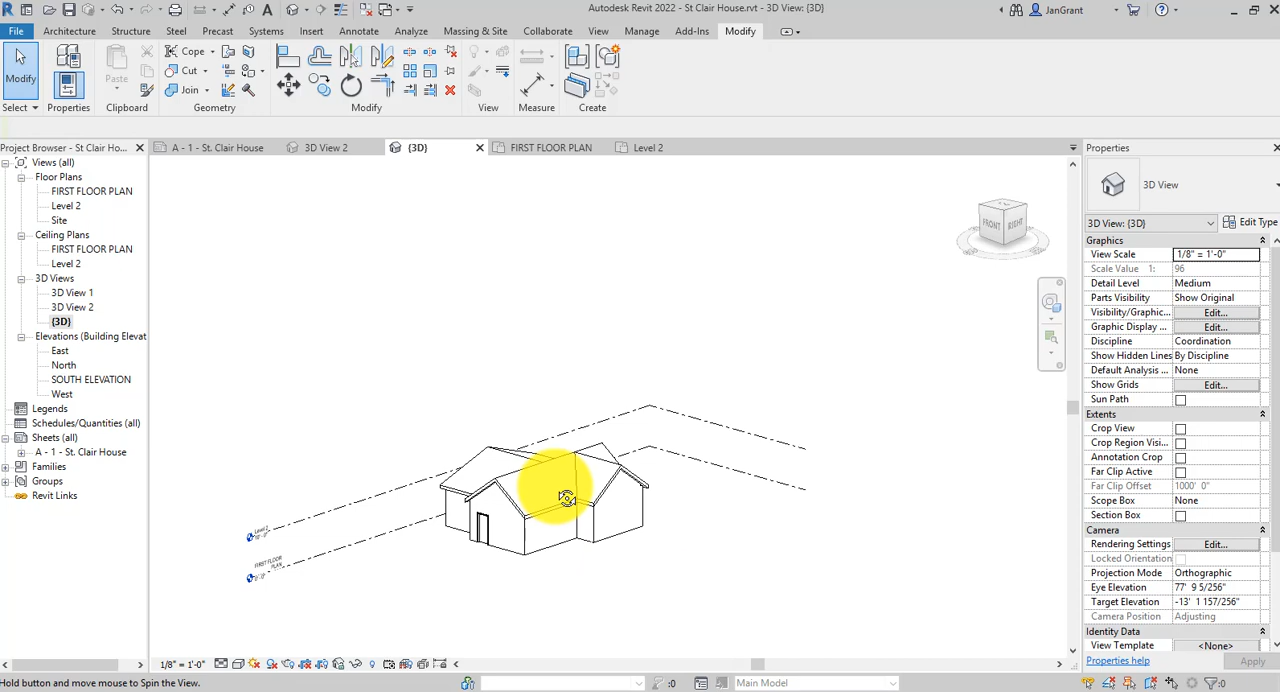 Autodesk Revit 2022 - St Clair House.rvt - 3D View: {3D}
JanGrant
File Architecture Structure Steel Precast Systems Insert Annotate Analyze Massing & Site Collaborate View Manage Add-Ins Modify
Modify
Paste
Cope
Cut
Join
Select Properties Clipboard Geometry Modify View Measure Create
Project Browser - St Clair Ho...
A - 1 - St. Clair House 3D View 2 {3D} FIRST FLOOR PLAN Level 2
Properties
Views (all)
Floor Plans
FIRST FLOOR PLAN
Level 2
Site
Ceiling Plans
FIRST FLOOR PLAN
Level 2
3D Views
3D View 1
3D View 2
{3D}
Elevations (Building Elevat
East
North
SOUTH ELEVATION
West
Legends
Schedules/Quantities (all)
Sheets (all)
A - 1 - St. Clair House
Families
Groups
Revit Links
FRONT RIGHT
Level 2
FIRST FLOOR
PLAN
3D View
3D View: {3D} Edit Type
Graphics
View Scale 1/8" = 1'-0"
Scale Value 1: 96
Detail Level Medium
Parts Visibility Show Original
Visibility/Graphic... Edit...
Graphic Display ... Edit...
Discipline Coordination
Show Hidden Lines By Discipline
Default Analysis ... None
Show Grids Edit...
Sun Path
Extents
Crop View
Crop Region Visi...
Annotation Crop
Far Clip Active
Far Clip Offset 1000' 0"
Scope Box None
Section Box
Camera
Rendering Settings Edit...
Locked Orientation
Projection Mode Orthographic
Eye Elevation 77' 9 5/256"
Target Elevation -13' 1 157/256"
Camera Position Adjusting
Identity Data
View Template <None>
Properties help Apply
1/8" = 1'-0"
Hold button and move mouse to Spin the View.
:0 Main Model :0